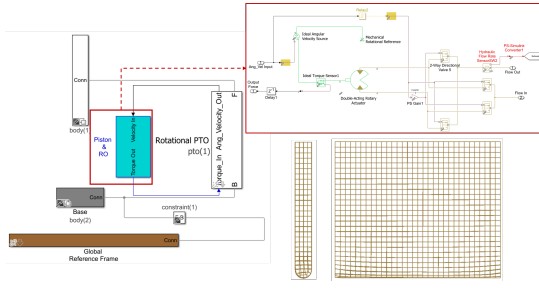 Delay2
Ideal Angular
Velocity Source
Mechanical
Rotational Reference
Ang_Vel Input
Output
Force
Delay1
Ideal Torque Sensor1
Double-Acting Rotary
Actuator
PS Gain1
2-Way Directional
Valve 5
Hydraulic
Flow Rate
PS-Simulink
Converter1
Flow Out
Flow In
Conn
body(1
Piston
&
RO
Velocity In
Torque Out
Rotational PTO
pto(1)
Torque_In Ang_Velocity_Out
F
B
Conn
Base
body(2)
constraint(1)
Conn
Global
Reference Frame